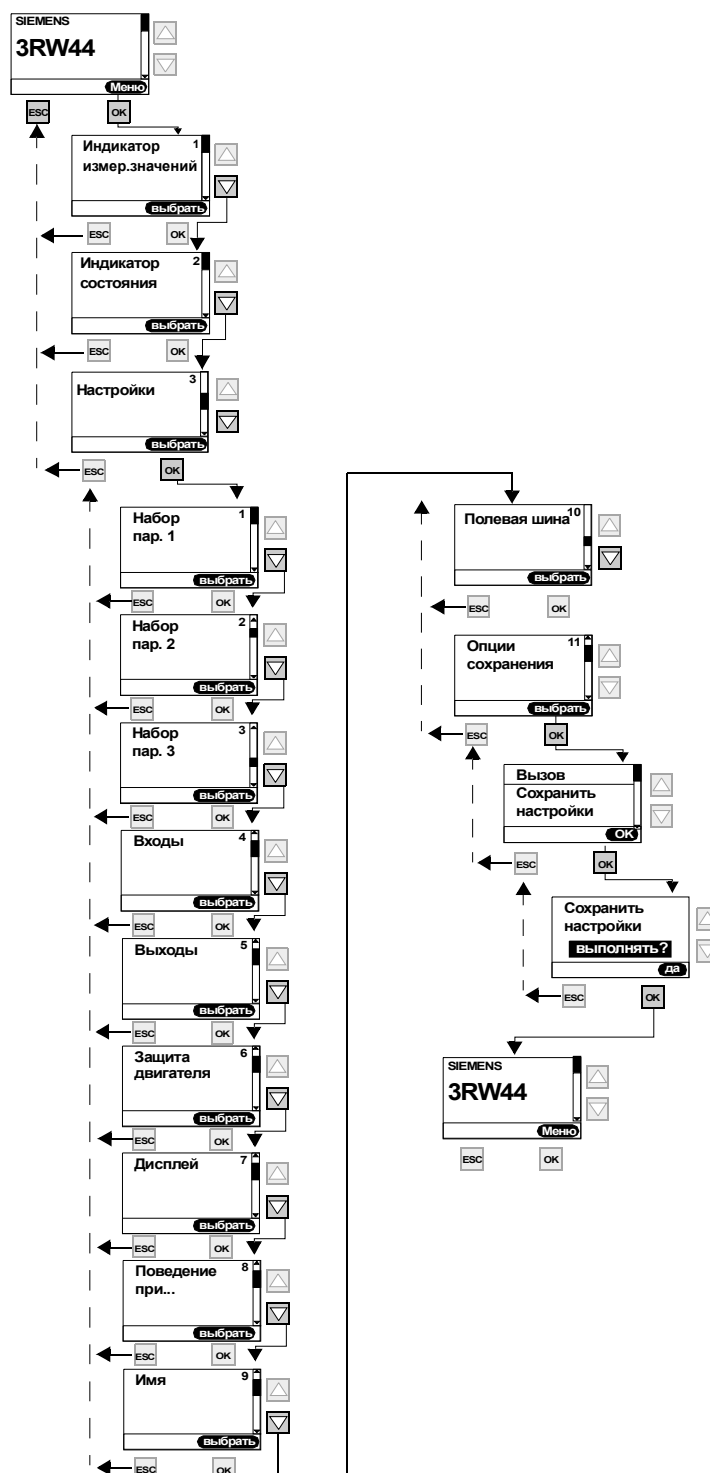 SIEMENS
3RW44
Меню
ESC
OK
Индикатор 1
измер.значений
выбрать
ESC
OK
Индикатор 2
состояния
выбрать
ESC
OK
Настройки 3
выбрать
ESC
OK
Набор 1
пар. 1
выбрать
ESC
OK
Набор 2
пар. 2
выбрать
ESC
OK
Набор 3
пар. 3
выбрать
ESC
OK
Входы 4
выбрать
ESC
OK
Выходы 5
выбрать
ESC
OK
Защита 6
двигателя
выбрать
ESC
OK
Дисплей 7
выбрать
ESC
OK
Поведение 8
при...
выбрать
ESC
OK
Имя 9
выбрать
ESC
OK
Полевая шина 10
выбрать
ESC
OK
Опции 11
сохранения
выбрать
ESC
OK
Вызов
Сохранить
настройки
OK
ESC
OK
Сохранить
настройки
выполнять?
да
ESC
OK
SIEMENS
3RW44
Меню
ESC
OK